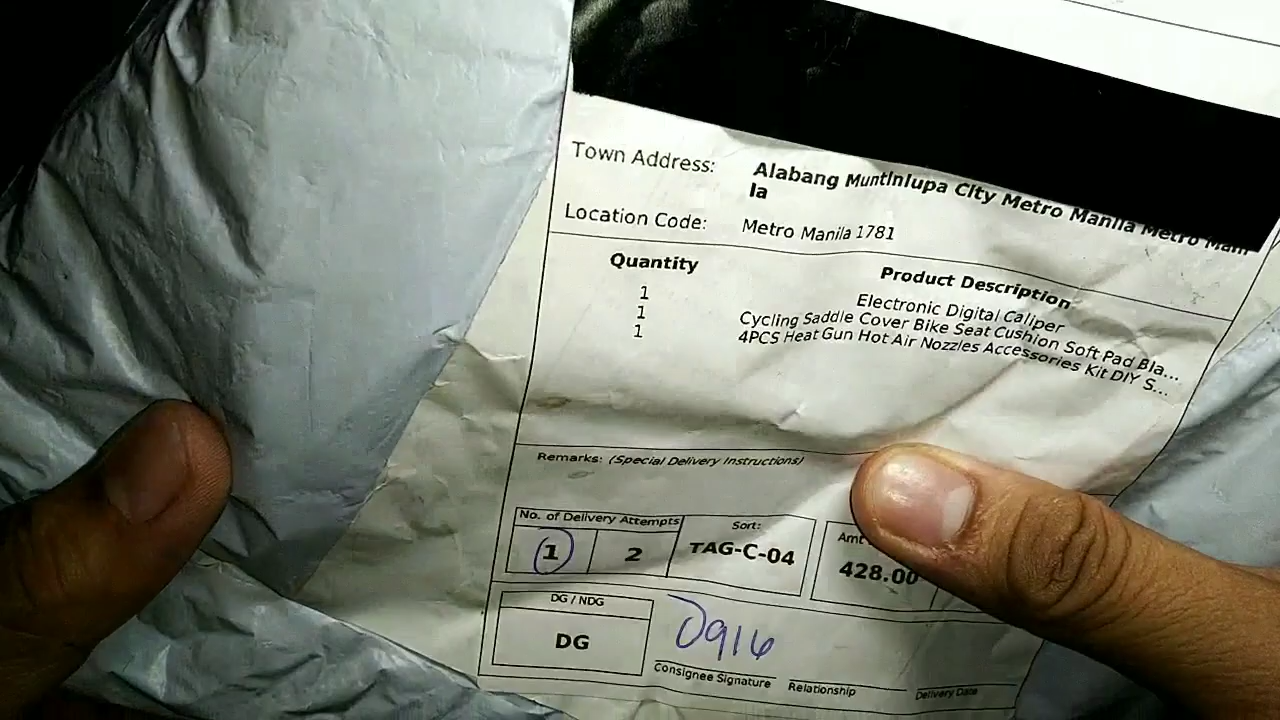 Town Address: Alabang Muntinlupa City Metro Manila Metro Mani
la
Location Code: Metro Manila 1781
Quantity Product Description
1 Electronic Digital Caliper
1 Cycling Saddle Cover Bike Seat Cushion Soft Pad Bla...
1 4PCS Heat Gun Hot Air Nozzles Accessories Kit DIY S...
Remarks: (Special Delivery Instructions)
No. of Delivery Attempts Sort: Amt
1 2 TAG-C-04 428.00
DG / NDG
DG 0916
Consignee Signature Relationship Delivery Date